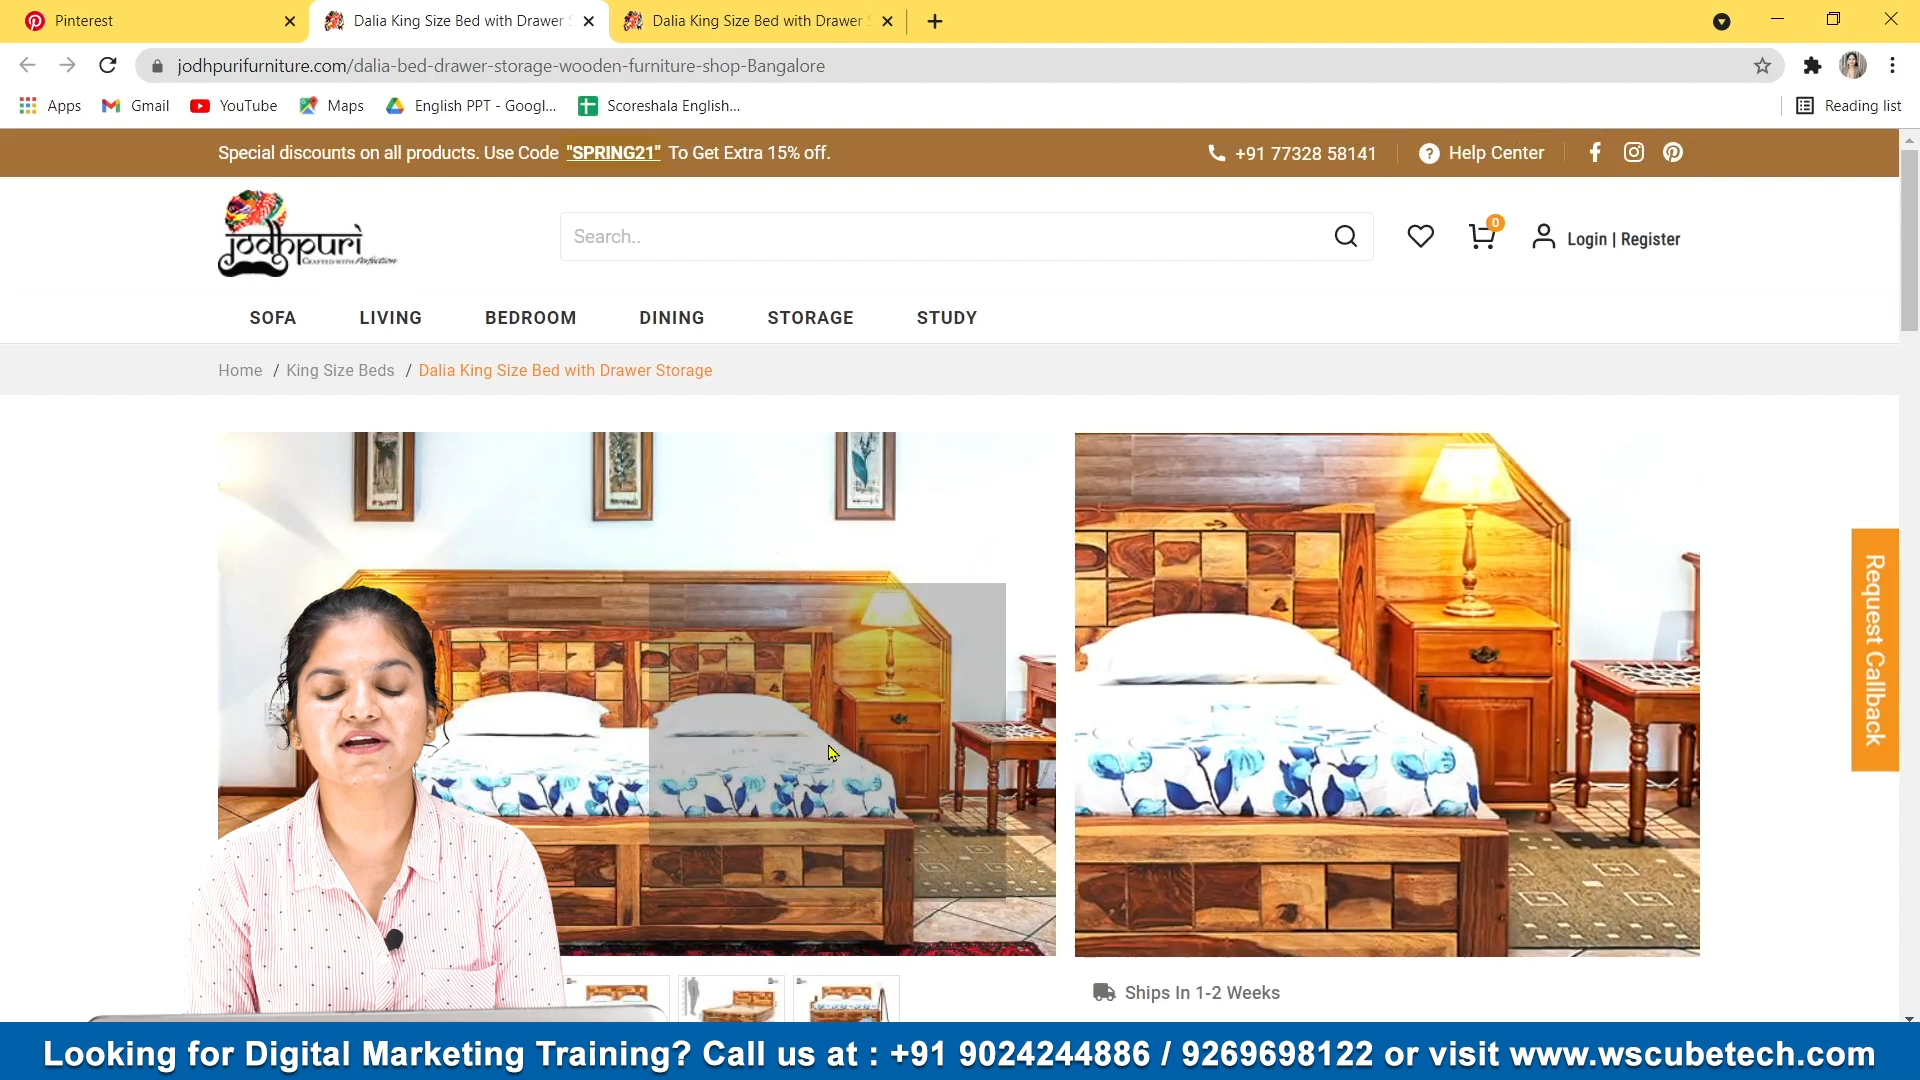 Pinterest
Dalia King Size Bed with Drawer
Dalia King Size Bed with Drawer
jodhpurifurniture.com/dalia-bed-drawer-storage-wooden-furniture-shop-Bangalore
Apps Gmail YouTube Maps English PPT - Googl... Scoreshala English... Reading list
Special discounts on all products. Use Code "SPRING21" To Get Extra 15% off. +91 77328 58141 Help Center
jodhpuri
Crafted with Perfection
Search..
0
Login | Register
SOFA LIVING BEDROOM DINING STORAGE STUDY
Home / King Size Beds / Dalia King Size Bed with Drawer Storage
Request Callback
Ships In 1-2 Weeks
Looking for Digital Marketing Training? Call us at : +91 9024244886 / 9269698122 or visit www.wscubetech.com